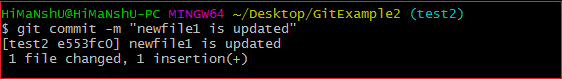 HiMaNshU@HiMaNshU-PC MINGW64 ~/Desktop/GitExample2 (test2)
$ git commit -m "newfile1 is updated"
[test2 e553fc0] newfile1 is updated
 1 file changed, 1 insertion(+)